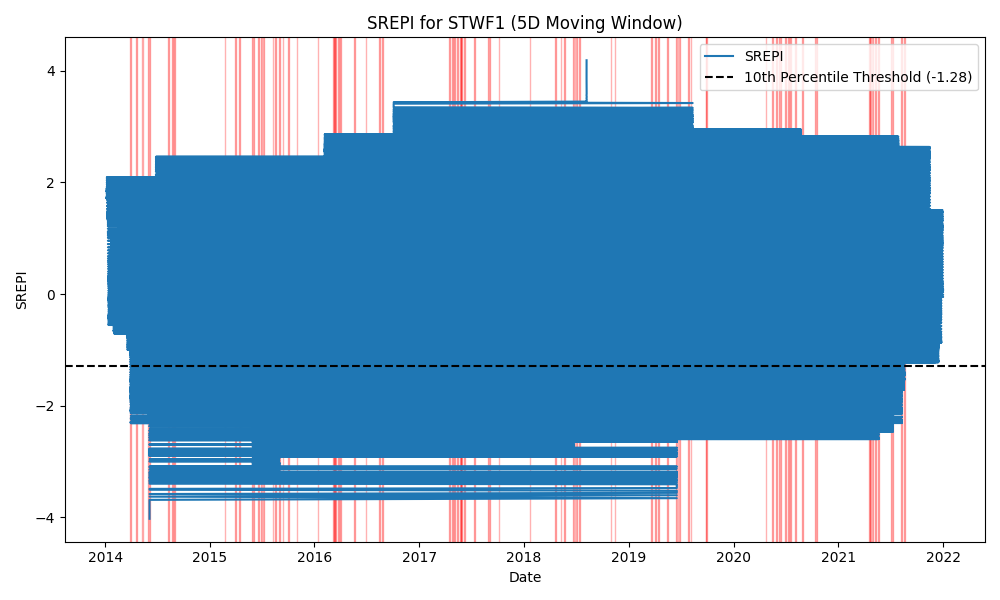 SREPI for STWF1 (5D Moving Window)
SREPI
10th Percentile Threshold (-1.28)
4
2
0
−2
−4
SREPI
2014 2015 2016 2017 2018 2019 2020 2021 2022
Date